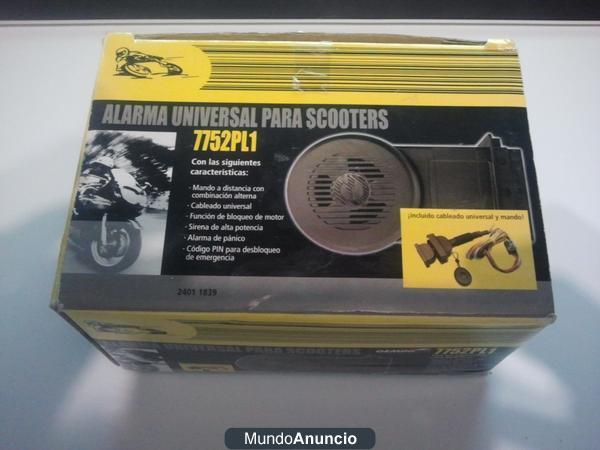 ALARMA UNIVERSAL PARA SCOOTERS
7752PL1
Con las siguientes
características:
· Mando a distancia con
combinación alterna
· Cableado universal
· Función de bloqueo de motor
· Sirena de alta potencia
· Alarma de pánico
· Código PIN para desbloqueo
de emergencia
¡incluido cableado universal y mando!
2401 1839
UNIVERSAL PARA SCOOTERS
7752PL1
MundoAnuncio